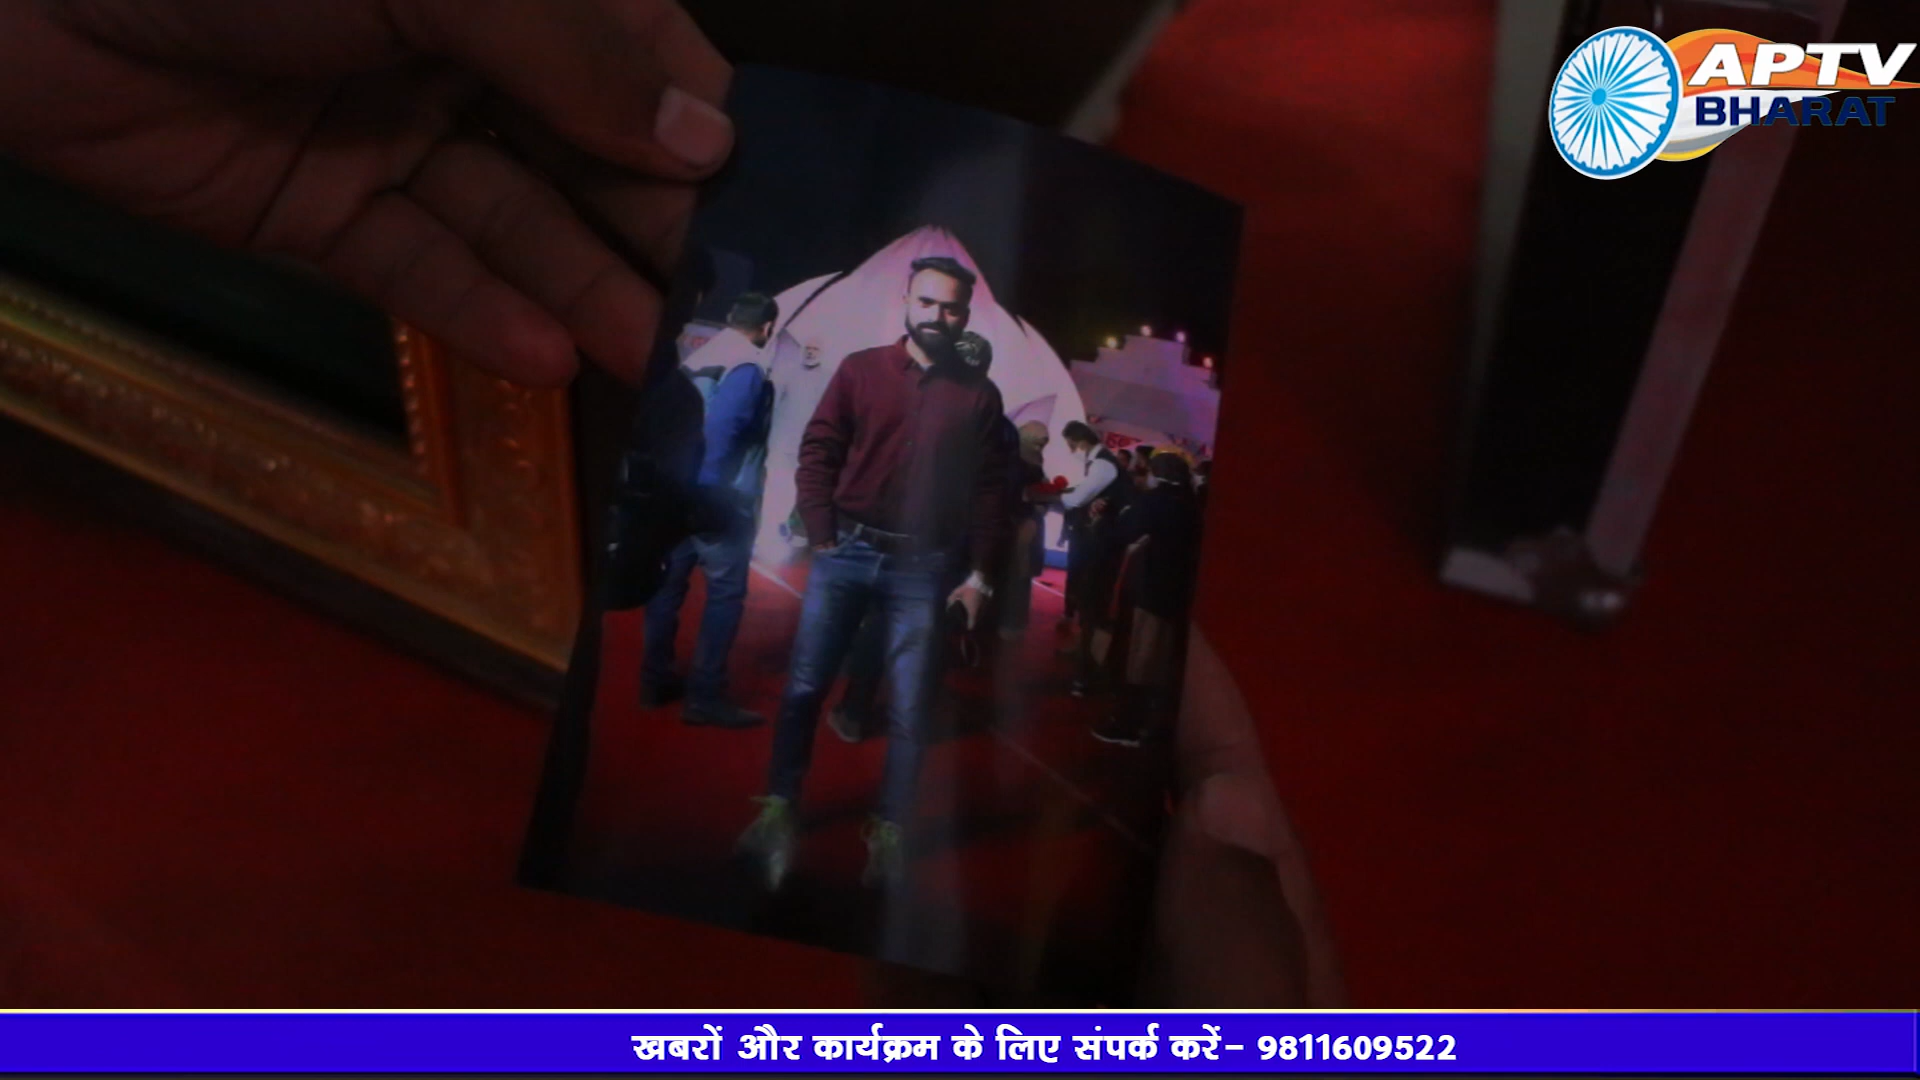 APTV
BHARAT
खबरों और कार्यक्रम के लिए संपर्क करें- 9811609522